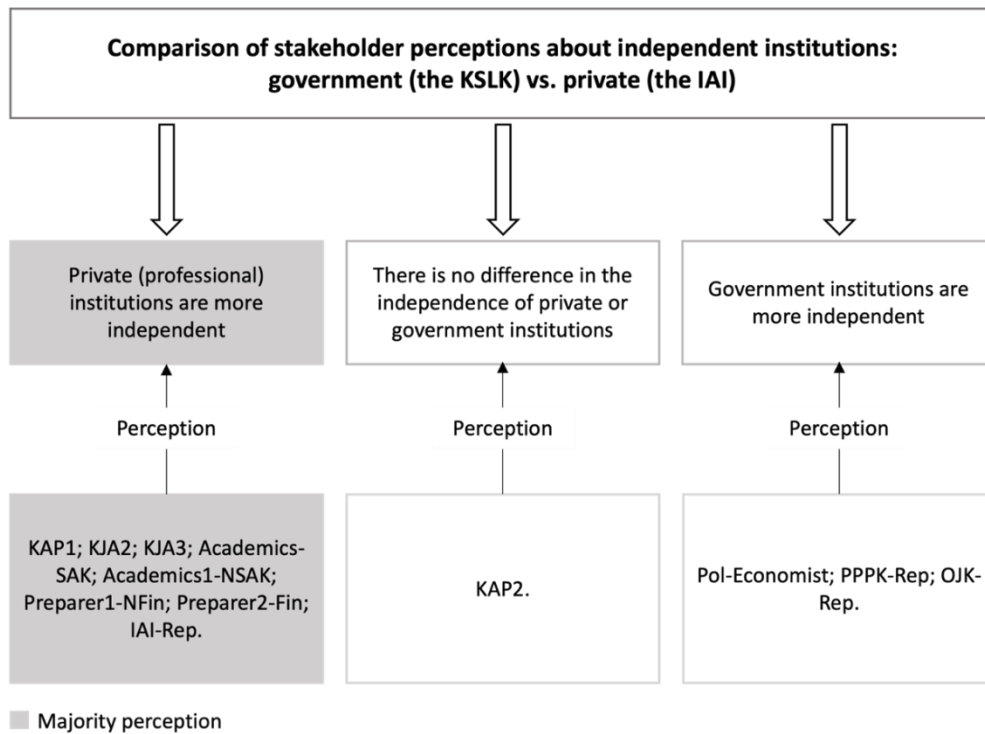 Comparison of stakeholder perceptions about independent institutions:
government (the KSLK) vs. private (the IAI)
Private (professional)
institutions are more
independent
There is no difference in the
independence of private or
government institutions
Government institutions are
more independent
Perception
Perception
Perception
KAP1; KJA2; KJA3; Academics-
SAK; Academics1-NSAK;
Preparer1-NFin; Preparer2-Fin;
IAI-Rep.
KAP2.
Pol-Economist; PPPK-Rep; OJK-
Rep.
Majority perception